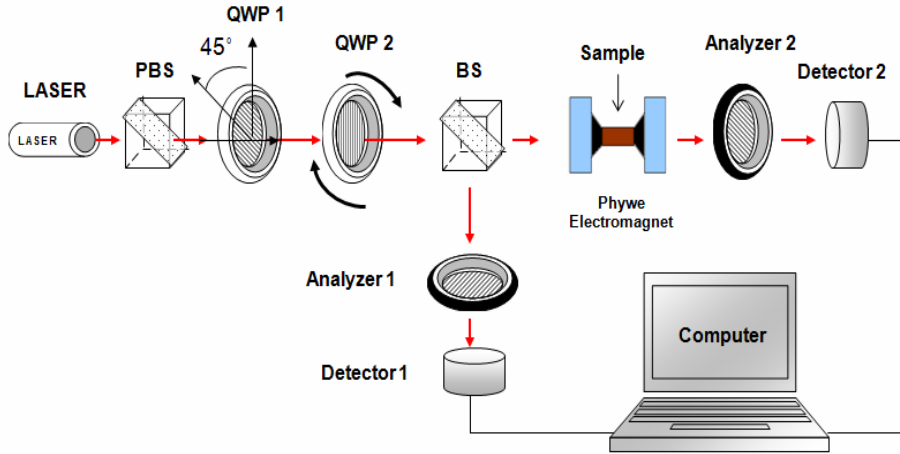 QWP 1
45°
QWP 2
PBS
BS
Sample
Analyzer 2
LASER
Detector 2
LASER
Phywe
Electromagnet
Analyzer 1
Computer
Detector 1